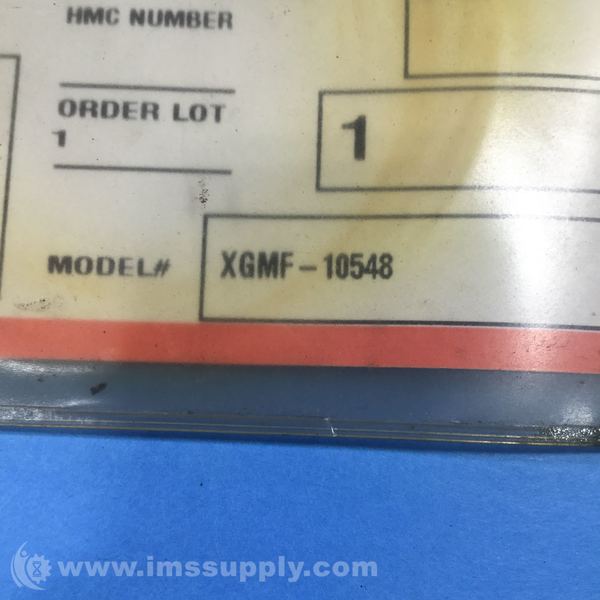 HMC NUMBER
ORDER LOT
1
1
MODEL# XGMF-10548
www.imssupply.com